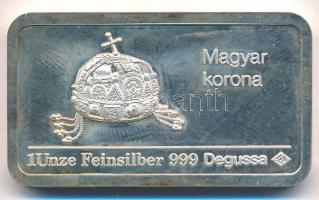 Magyar
korona
1Unze Feinsilber 999 Degussa